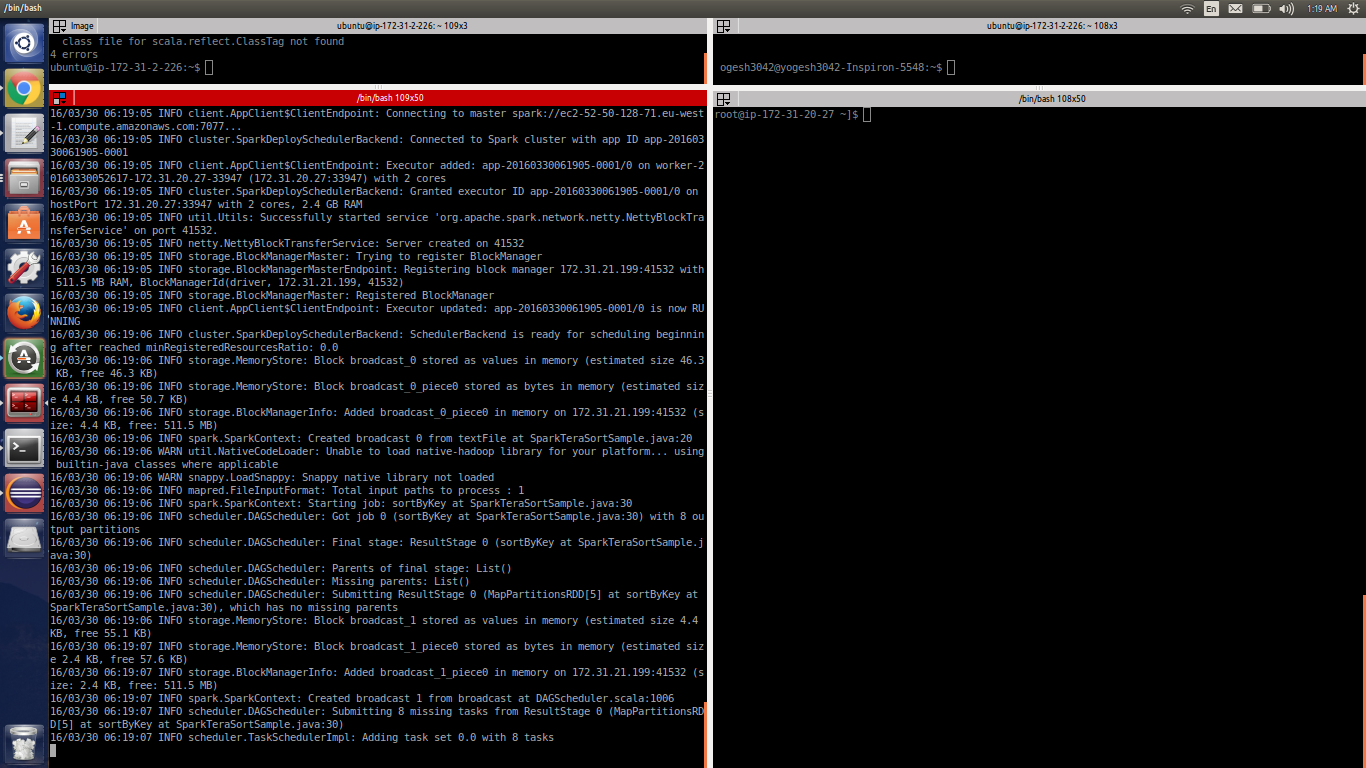 /bin/bash
En
1:19 AM
Image
ubuntu@ip-172-31-2-226: ~ 109x3
class file for scala.reflect.ClassTag not found
4 errors
ubuntu@ip-172-31-2-226:~$
ubuntu@ip-172-31-2-226: ~ 108x3
ogesh3042@yogesh3042-Inspiron-5548:~$
/bin/bash 109x50
16/03/30 06:19:05 INFO client.AppClient$ClientEndpoint: Connecting to master spark://ec2-52-50-128-71.eu-west
-1.compute.amazonaws.com:7077...
16/03/30 06:19:05 INFO cluster.SparkDeploySchedulerBackend: Connected to Spark cluster with app ID app-201603
30061905-0001
16/03/30 06:19:05 INFO client.AppClient$ClientEndpoint: Executor added: app-20160330061905-0001/0 on worker-2
0160330052617-172.31.20.27-33947 (172.31.20.27:33947) with 2 cores
16/03/30 06:19:05 INFO cluster.SparkDeploySchedulerBackend: Granted executor ID app-20160330061905-0001/0 on
hostPort 172.31.20.27:33947 with 2 cores, 2.4 GB RAM
16/03/30 06:19:05 INFO util.Utils: Successfully started service 'org.apache.spark.network.netty.NettyBlockTra
nsferService' on port 41532.
16/03/30 06:19:05 INFO netty.NettyBlockTransferService: Server created on 41532
16/03/30 06:19:05 INFO storage.BlockManagerMaster: Trying to register BlockManager
16/03/30 06:19:05 INFO storage.BlockManagerMasterEndpoint: Registering block manager 172.31.21.199:41532 with
511.5 MB RAM, BlockManagerId(driver, 172.31.21.199, 41532)
16/03/30 06:19:05 INFO storage.BlockManagerMaster: Registered BlockManager
16/03/30 06:19:05 INFO client.AppClient$ClientEndpoint: Executor updated: app-20160330061905-0001/0 is now RU
NNING
16/03/30 06:19:06 INFO cluster.SparkDeploySchedulerBackend: SchedulerBackend is ready for scheduling beginnin
g after reached minRegisteredResourcesRatio: 0.0
16/03/30 06:19:06 INFO storage.MemoryStore: Block broadcast_0 stored as values in memory (estimated size 46.3
KB, free 46.3 KB)
16/03/30 06:19:06 INFO storage.MemoryStore: Block broadcast_0_piece0 stored as bytes in memory (estimated siz
e 4.4 KB, free 50.7 KB)
16/03/30 06:19:06 INFO storage.BlockManagerInfo: Added broadcast_0_piece0 in memory on 172.31.21.199:41532 (s
ize: 4.4 KB, free: 511.5 MB)
16/03/30 06:19:06 INFO spark.SparkContext: Created broadcast 0 from textFile at SparkTeraSortSample.java:20
16/03/30 06:19:06 WARN util.NativeCodeLoader: Unable to load native-hadoop library for your platform... using
builtin-java classes where applicable
16/03/30 06:19:06 WARN snappy.LoadSnappy: Snappy native library not loaded
16/03/30 06:19:06 INFO mapred.FileInputFormat: Total input paths to process : 1
16/03/30 06:19:06 INFO spark.SparkContext: Starting job: sortByKey at SparkTeraSortSample.java:30
16/03/30 06:19:06 INFO scheduler.DAGScheduler: Got job 0 (sortByKey at SparkTeraSortSample.java:30) with 8 ou
tput partitions
16/03/30 06:19:06 INFO scheduler.DAGScheduler: Final stage: ResultStage 0 (sortByKey at SparkTeraSortSample.j
ava:30)
16/03/30 06:19:06 INFO scheduler.DAGScheduler: Parents of final stage: List()
16/03/30 06:19:06 INFO scheduler.DAGScheduler: Missing parents: List()
16/03/30 06:19:06 INFO scheduler.DAGScheduler: Submitting ResultStage 0 (MapPartitionsRDD[5] at sortByKey at
SparkTeraSortSample.java:30), which has no missing parents
16/03/30 06:19:06 INFO storage.MemoryStore: Block broadcast_1 stored as values in memory (estimated size 4.4
KB, free 55.1 KB)
16/03/30 06:19:07 INFO storage.MemoryStore: Block broadcast_1_piece0 stored as bytes in memory (estimated siz
e 2.4 KB, free 57.6 KB)
16/03/30 06:19:07 INFO storage.BlockManagerInfo: Added broadcast_1_piece0 in memory on 172.31.21.199:41532 (s
ize: 2.4 KB, free: 511.5 MB)
16/03/30 06:19:07 INFO spark.SparkContext: Created broadcast 1 from broadcast at DAGScheduler.scala:1006
16/03/30 06:19:07 INFO scheduler.DAGScheduler: Submitting 8 missing tasks from ResultStage 0 (MapPartitionsRD
D[5] at sortByKey at SparkTeraSortSample.java:30)
16/03/30 06:19:07 INFO scheduler.TaskSchedulerImpl: Adding task set 0.0 with 8 tasks
/bin/bash 108x50
root@ip-172-31-20-27 ~]$